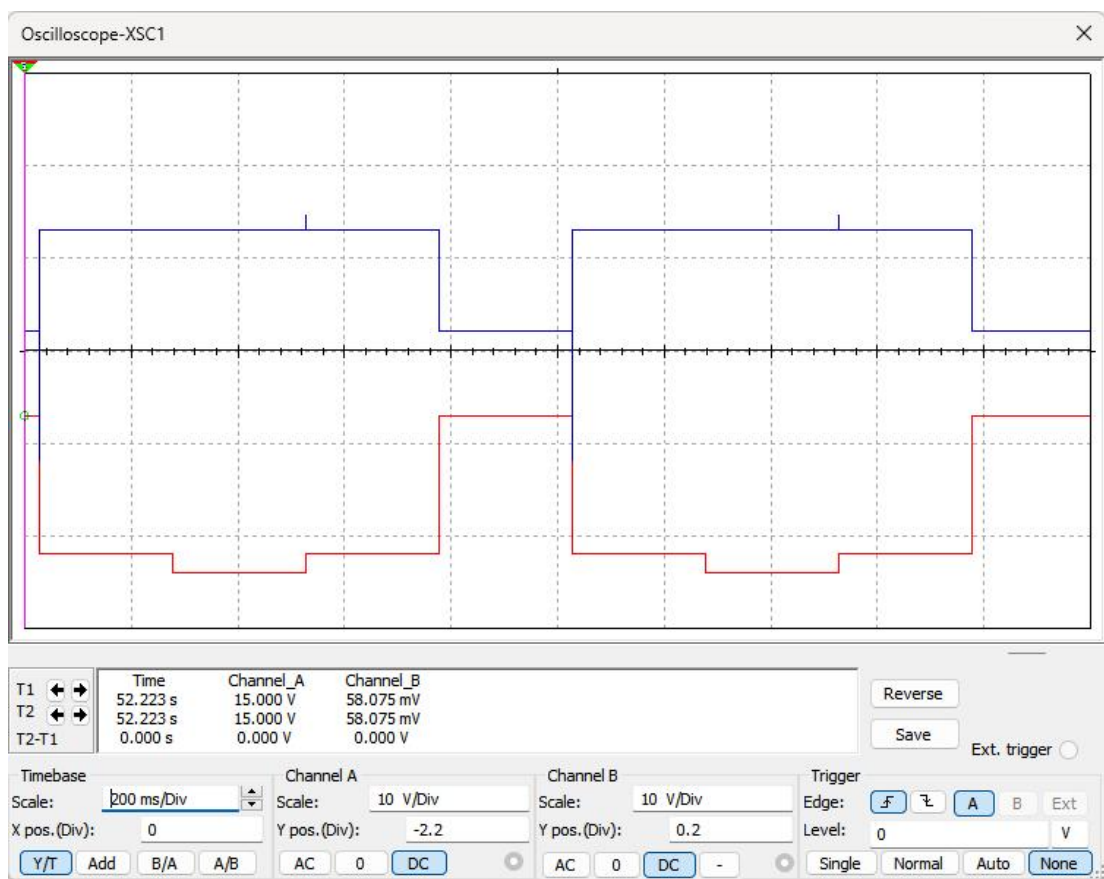 Oscilloscope-XSC1
Time Channel_A Channel_B
T1 52.223 s 15.000 V 58.075 mV
T2 52.223 s 15.000 V 58.075 mV
T2-T1 0.000 s 0.000 V 0.000 V
Reverse
Save
Ext. trigger
Timebase
Scale: 200 ms/Div
X pos.(Div): 0
Y/T Add B/A A/B
Channel A
Scale: 10 V/Div
Y pos.(Div): -2.2
AC 0 DC
Channel B
Scale: 10 V/Div
Y pos.(Div): 0.2
AC 0 DC -
Trigger
Edge: A B Ext
Level: 0 V
Single Normal Auto None